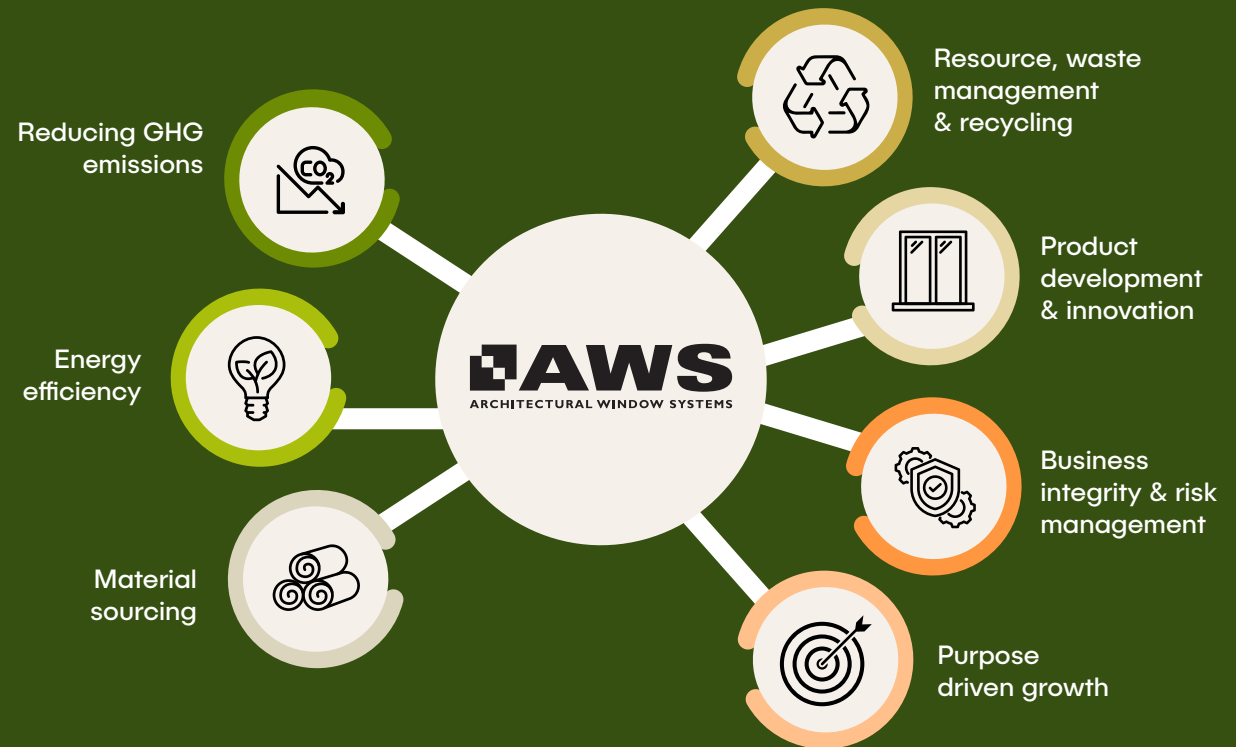 Reducing GHG
emissions
CO2
Energy
efficiency
Material
sourcing
AWS
ARCHITECTURAL WINDOW SYSTEMS
Resource, waste
management
& recycling
Product
development
& innovation
Business
integrity & risk
management
Purpose
driven growth